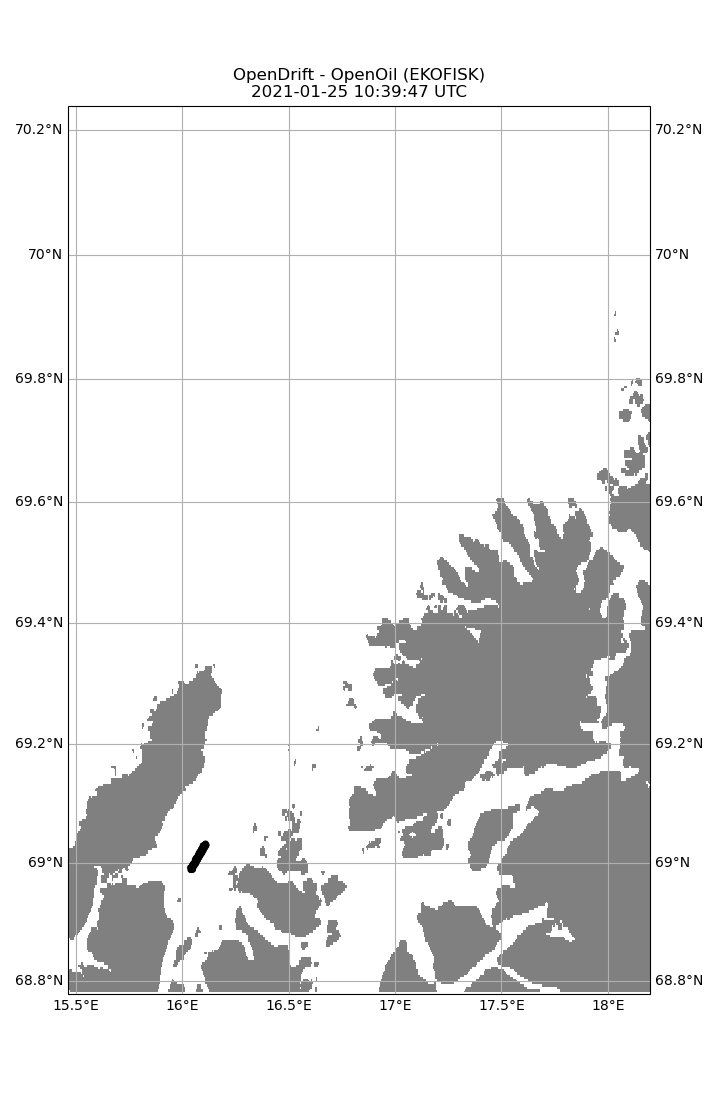 OpenDrift - OpenOil (EKOFISK)
2021-01-25 10:39:47 UTC
70.2°N 70.2°N
70°N 70°N
69.8°N 69.8°N
69.6°N 69.6°N
69.4°N 69.4°N
69.2°N 69.2°N
69°N 69°N
68.8°N 68.8°N
15.5°E 16°E 16.5°E 17°E 17.5°E 18°E